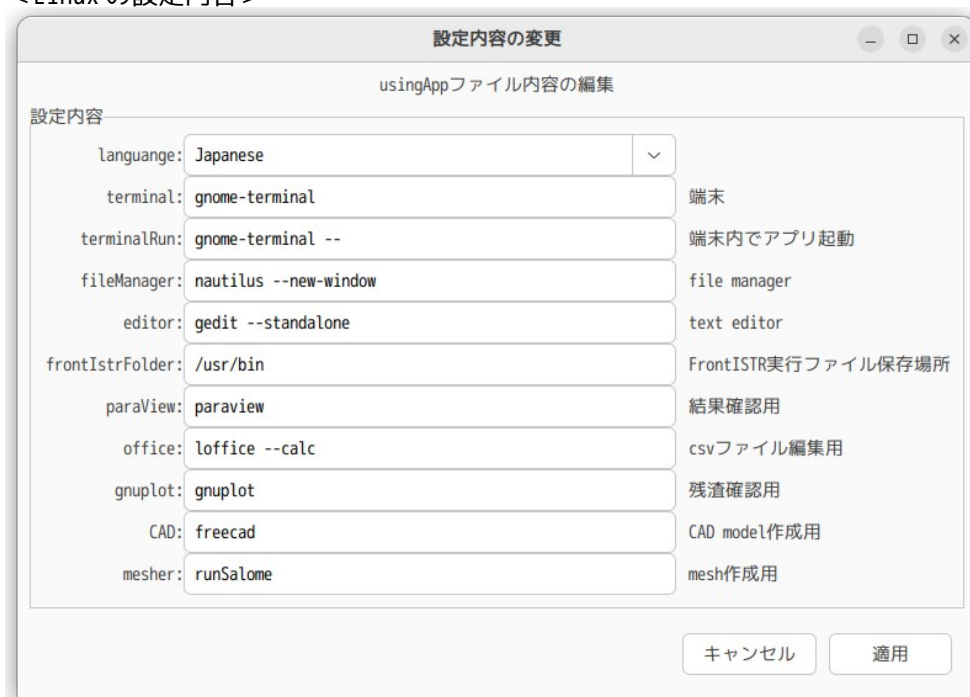 <Linux の設定内容>
設定内容の変更
usingAppファイル内容の編集
設定内容
languange: Japanese
terminal: gnome-terminal 端末
terminalRun: gnome-terminal -- 端末内でアプリ起動
fileManager: nautilus --new-window file manager
editor: gedit --standalone text editor
frontIstrFolder: /usr/bin FrontISTR実行ファイル保存場所
paraView: paraview 結果確認用
office: loffice --calc csvファイル編集用
gnuplot: gnuplot 残渣確認用
CAD: freecad CAD model作成用
mesher: runSalome mesh作成用
キャンセル 適用